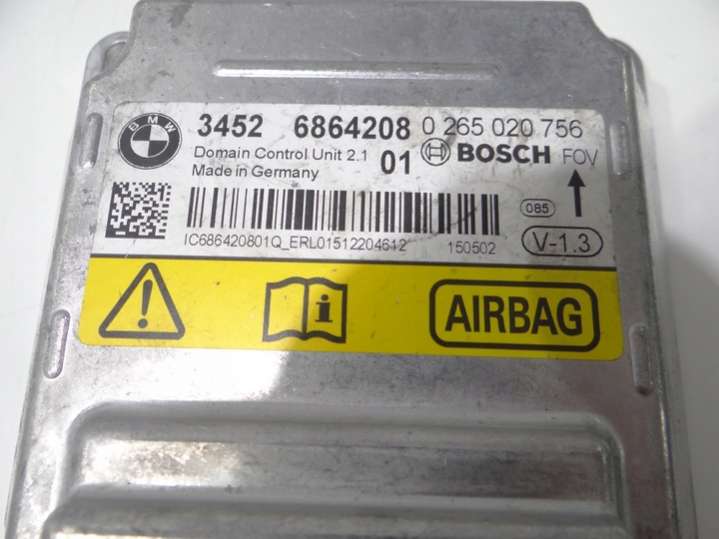 BMW 3452 6864208 0 265 020 756
Domain Control Unit 2.1 01 BOSCH FOV
Made in Germany
085
IC686420801Q_ERL01512204612 150502 V-1.3
AIRBAG